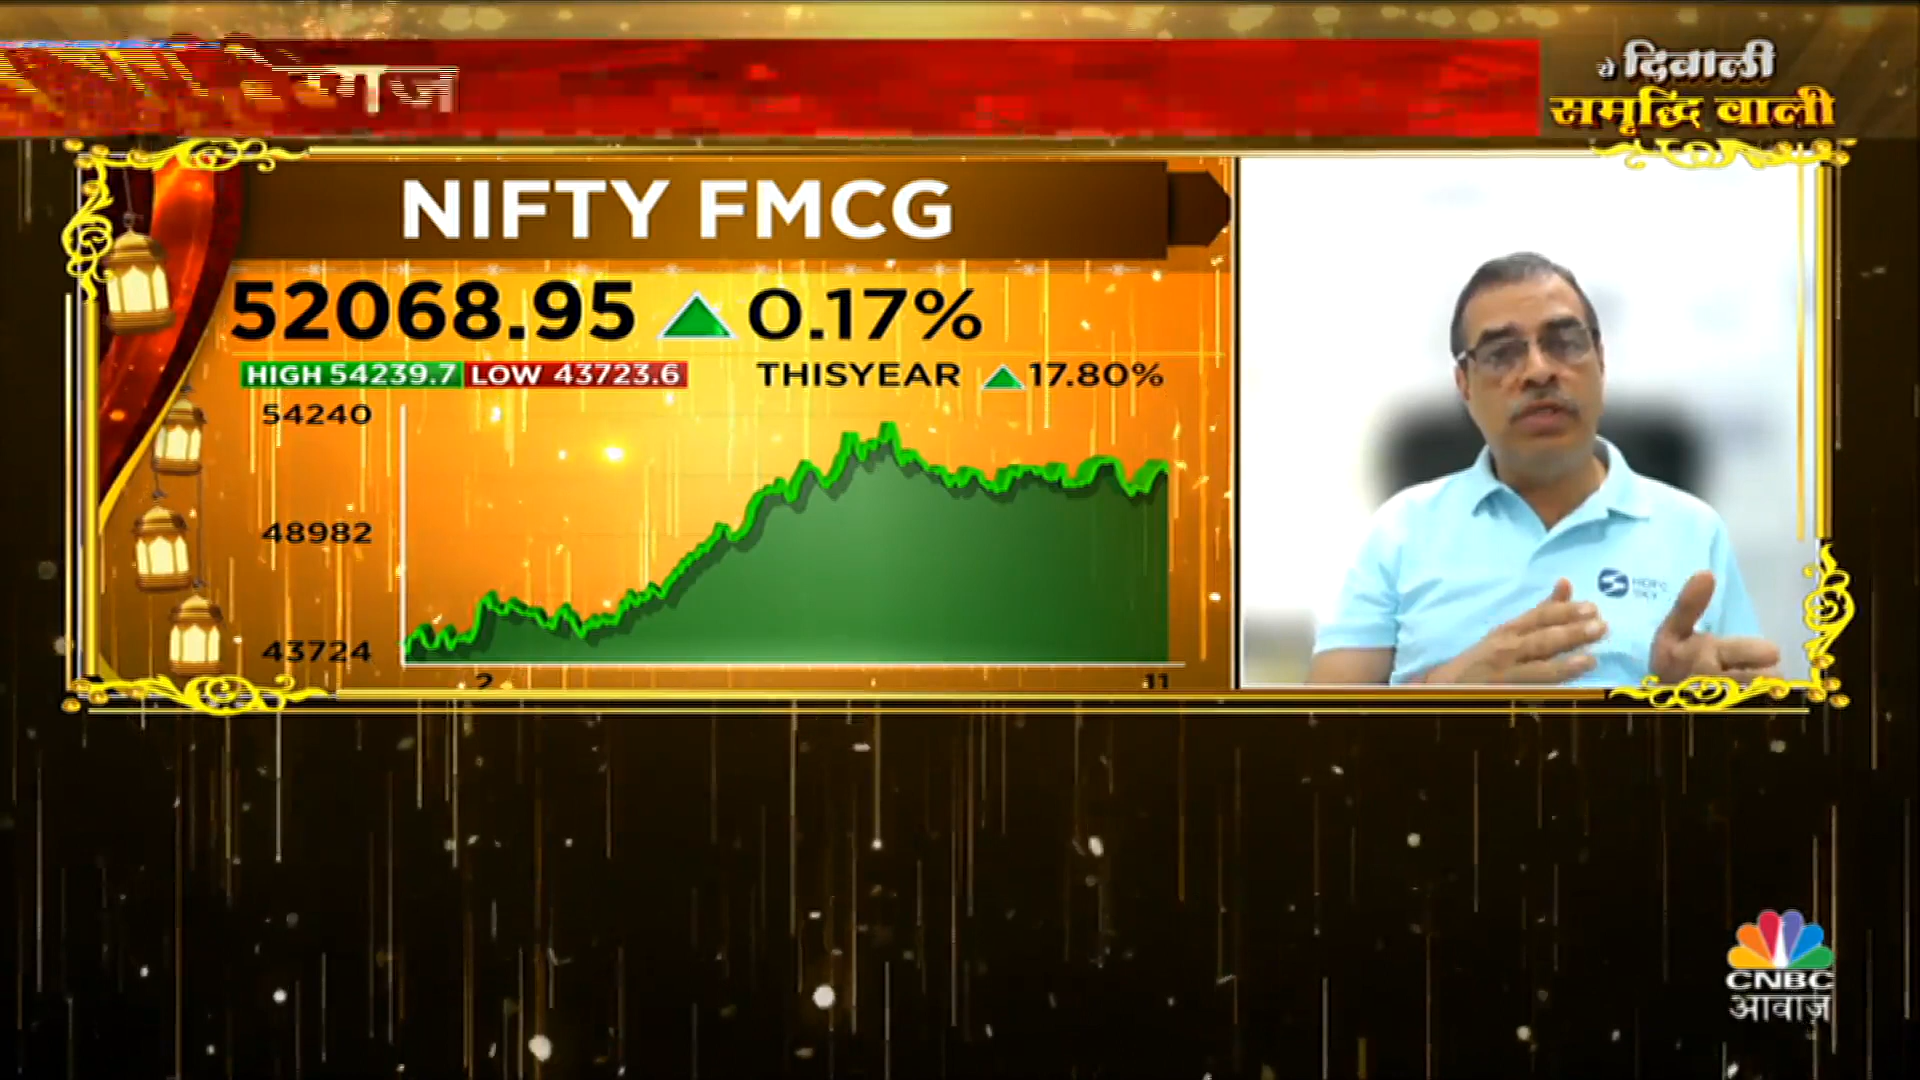 ये दिवाली
समृद्धि वाली
NIFTY FMCG
52068.95 0.17%
HIGH 54239.7 LOW 43723.6 THISYEAR 17.80%
54240
48982
43724
2 11
CNBC
आवाज़